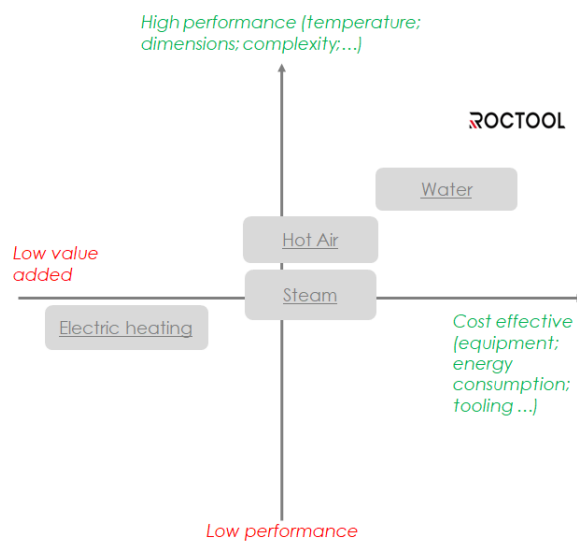 High performance (temperature;
dimensions; complexity;…)
ROCTOOL
Water
Hot Air
Low value
added
Steam
Electric heating
Cost effective
(equipment;
energy
consumption;
tooling …)
Low performance